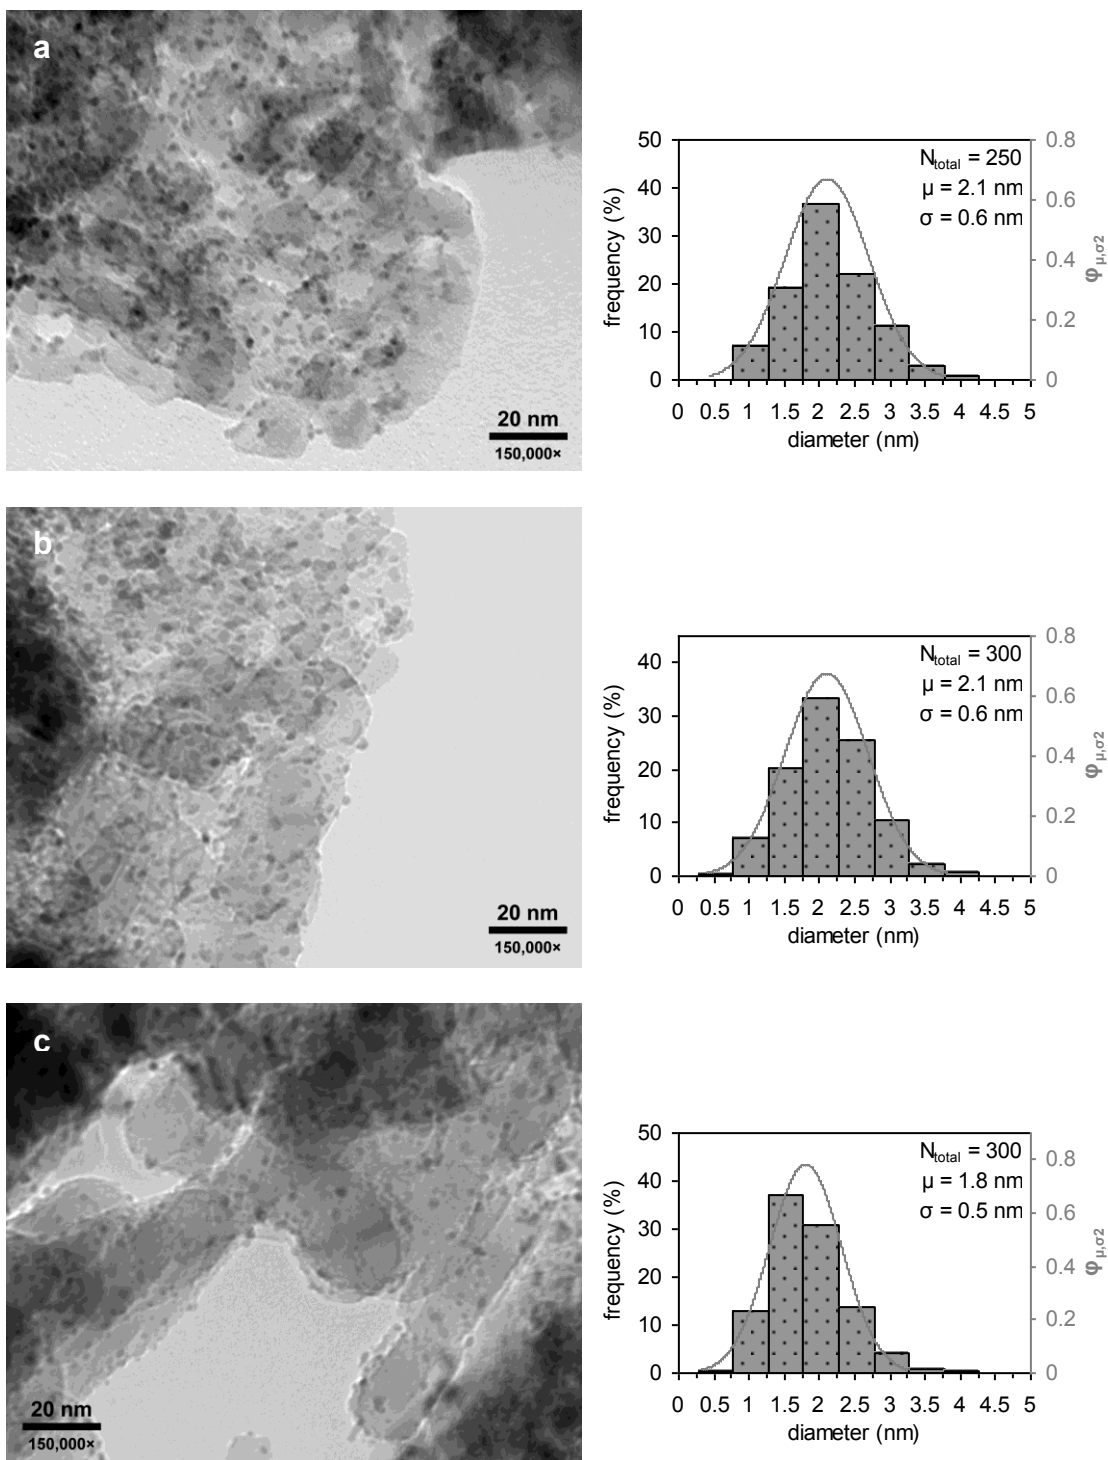 a
20 nm
150,000×
50
40
30
20
10
0
0.8
0.6
0.4
0.2
0
N_total = 250
μ = 2.1 nm
σ = 0.6 nm
frequency (%)
φμ,σ2
0 0.5 1 1.5 2 2.5 3 3.5 4 4.5 5
diameter (nm)
b
20 nm
150,000×
40
30
20
10
0
0.8
0.6
0.4
0.2
0
N_total = 300
μ = 2.1 nm
σ = 0.6 nm
frequency (%)
φμ,σ2
0 0.5 1 1.5 2 2.5 3 3.5 4 4.5 5
diameter (nm)
c
20 nm
150,000×
50
40
30
20
10
0
0.8
0.6
0.4
0.2
0
N_total = 300
μ = 1.8 nm
σ = 0.5 nm
frequency (%)
φμ,σ2
0 0.5 1 1.5 2 2.5 3 3.5 4 4.5 5
diameter (nm)